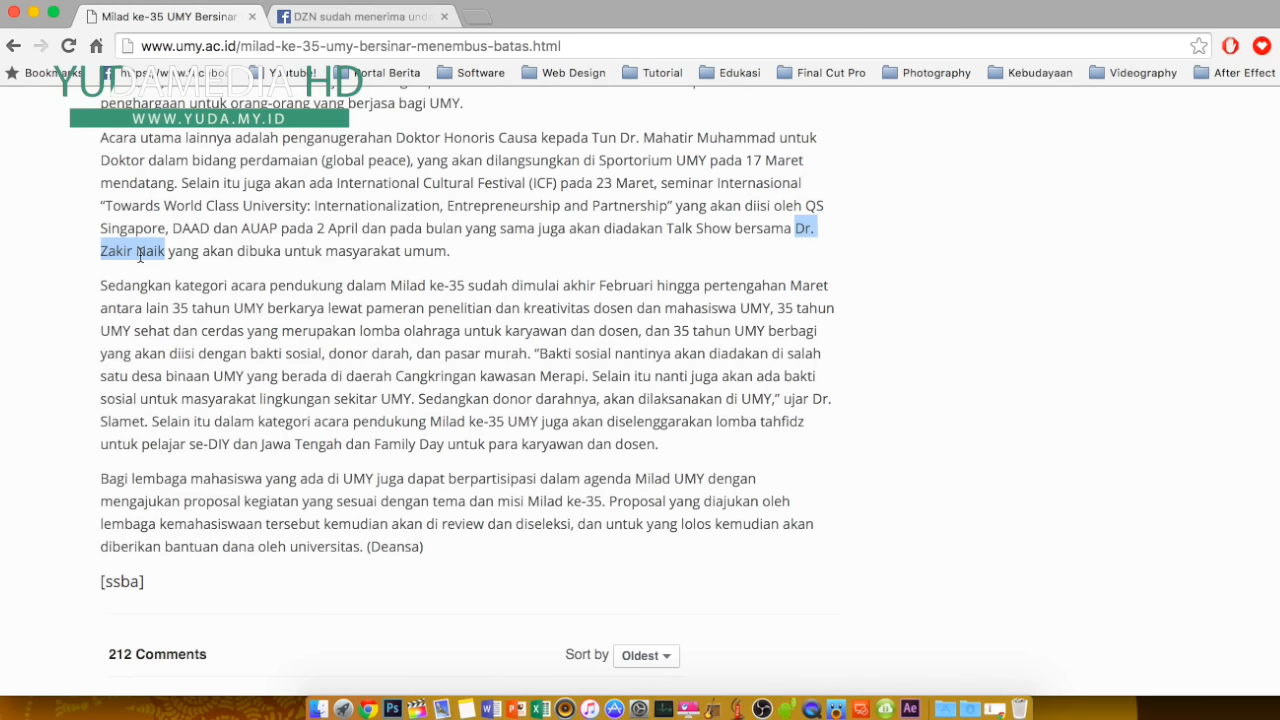 Milad ke-35 UMY Bersinar
DZN sudah menerima und
www.umy.ac.id/milad-ke-35-umy-bersinar-menembus-batas.html
Bookmarks
Youtube!
Portal Berita
Software
Web Design
Tutorial
Edukasi
Final Cut Pro
Photography
Kebudayaan
Videography
After Effect
YUDAMEDIA HD
WWW.YUDA.MY.ID
penghargaan untuk orang-orang yang berjasa bagi UMY.
Acara utama lainnya adalah penganugerahan Doktor Honoris Causa kepada Tun Dr. Mahatir Muhammad untuk
Doktor dalam bidang perdamaian (global peace), yang akan dilangsungkan di Sportorium UMY pada 17 Maret
mendatang. Selain itu juga akan ada International Cultural Festival (ICF) pada 23 Maret, seminar Internasional
“Towards World Class University: Internationalization, Entrepreneurship and Partnership” yang akan diisi oleh QS
Singapore, DAAD dan AUAP pada 2 April dan pada bulan yang sama juga akan diadakan Talk Show bersama Dr.
Zakir Naik yang akan dibuka untuk masyarakat umum.
Sedangkan kategori acara pendukung dalam Milad ke-35 sudah dimulai akhir Februari hingga pertengahan Maret
antara lain 35 tahun UMY berkarya lewat pameran penelitian dan kreativitas dosen dan mahasiswa UMY, 35 tahun
UMY sehat dan cerdas yang merupakan lomba olahraga untuk karyawan dan dosen, dan 35 tahun UMY berbagi
yang akan diisi dengan bakti sosial, donor darah, dan pasar murah. “Bakti sosial nantinya akan diadakan di salah
satu desa binaan UMY yang berada di daerah Cangkringan kawasan Merapi. Selain itu nanti juga akan ada bakti
sosial untuk masyarakat lingkungan sekitar UMY. Sedangkan donor darahnya, akan dilaksanakan di UMY,” ujar Dr.
Slamet. Selain itu dalam kategori acara pendukung Milad ke-35 UMY juga akan diselenggarakan lomba tahfidz
untuk pelajar se-DIY dan Jawa Tengah dan Family Day untuk para karyawan dan dosen.
Bagi lembaga mahasiswa yang ada di UMY juga dapat berpartisipasi dalam agenda Milad UMY dengan
mengajukan proposal kegiatan yang sesuai dengan tema dan misi Milad ke-35. Proposal yang diajukan oleh
lembaga kemahasiswaan tersebut kemudian akan di review dan diseleksi, dan untuk yang lolos kemudian akan
diberikan bantuan dana oleh universitas. (Deansa)
[ssba]
212 Comments
Sort by
Oldest